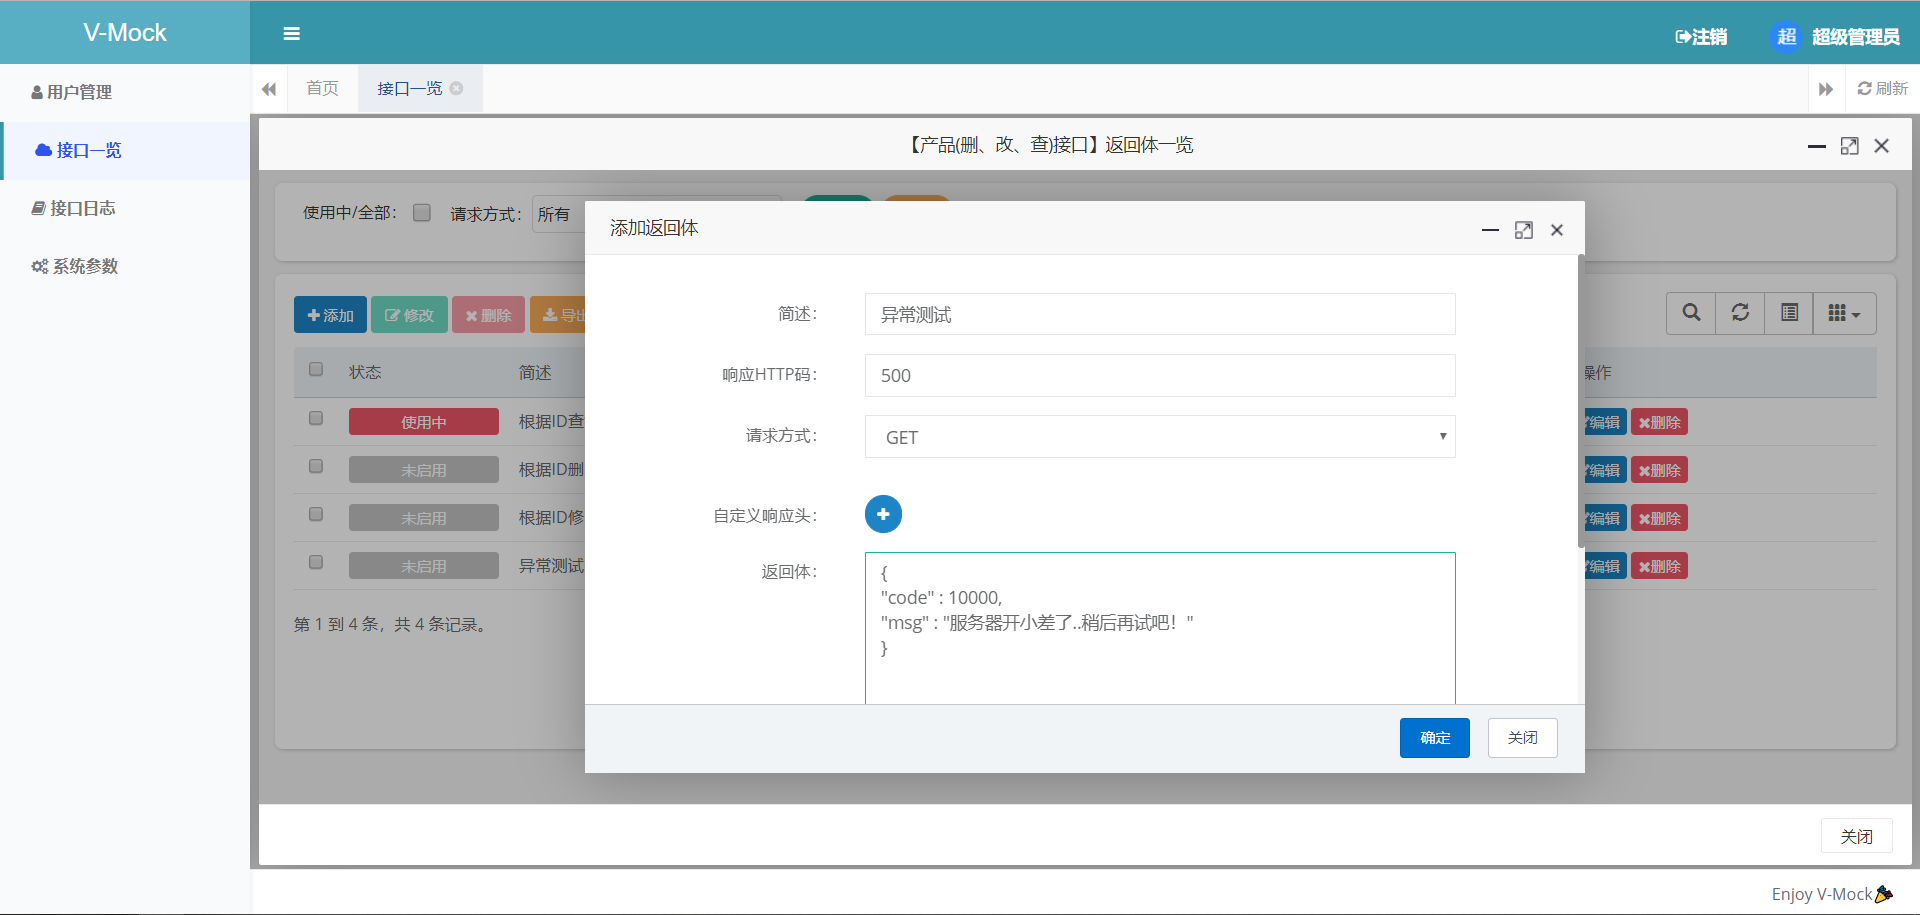 V-Mock
注销
超 超级管理员
用户管理
接口一览
接口日志
系统参数
首页
接口一览
刷新
【产品(删、改、查)接口】返回体一览
使用中/全部：
请求方式：
所有
添加
修改
删除
导出
状态
简述
操作
使用中
根据ID查
编辑
删除
未启用
根据ID删
编辑
删除
未启用
根据ID修
编辑
删除
未启用
异常测试
编辑
删除
第 1 到 4 条，共 4 条记录。
添加返回体
简述：
异常测试
响应HTTP码：
500
请求方式：
GET
自定义响应头：
返回体：
{
"code" : 10000,
"msg" : "服务器开小差了..稍后再试吧！"
}
确定
关闭
关闭
Enjoy V-Mock